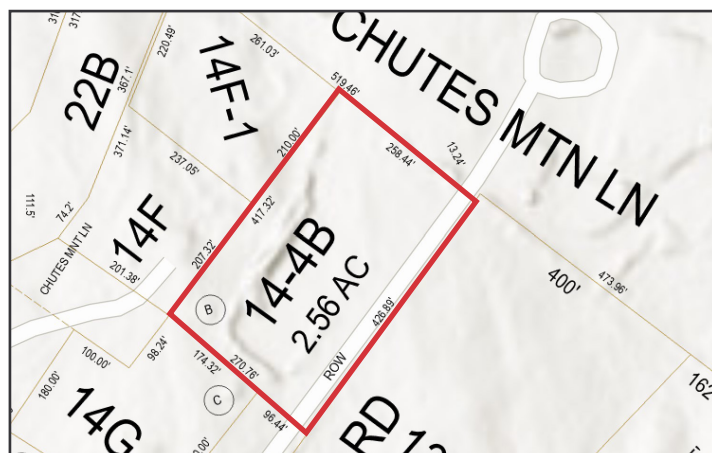 317
220.49'
261.03'
CHUTES MTN LN
22B
367.1'
14F-1
519.46'
371.14'
210.00'
258.44'
13.24'
237.05'
111.5'
74.2'
417.32'
CHUTES MNT LN
14F
207.32'
201.38'
14-4B
2.56 AC
400'
473.96'
B
426.89'
98.24'
174.32'
270.76'
ROW
100.00'
180.00'
C
96.44'
14G
RD
162